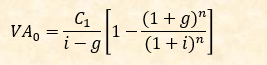 VA₀ = C₁/(i − g) [1 − (1 + g)ⁿ/(1 + i)ⁿ]